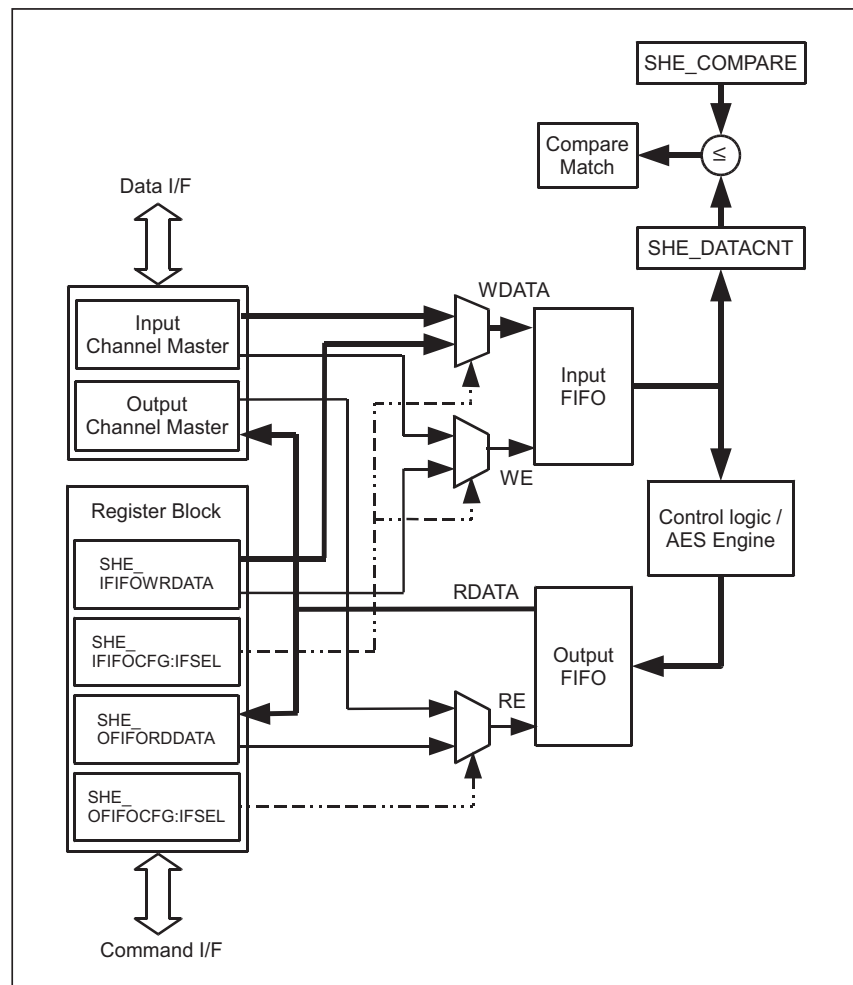 SHE_COMPARE
Compare
Match
≤
Data I/F
SHE_DATACNT
WDATA
Input
Channel Master
Input
FIFO
Output
Channel Master
WE
Register Block
Control logic /
AES Engine
SHE_
IFIFOWRDATA
RDATA
SHE_
IFIFOCFG:IFSEL
Output
FIFO
SHE_
OFIFORDDATA
RE
SHE_
OFIFOCFG:IFSEL
Command I/F